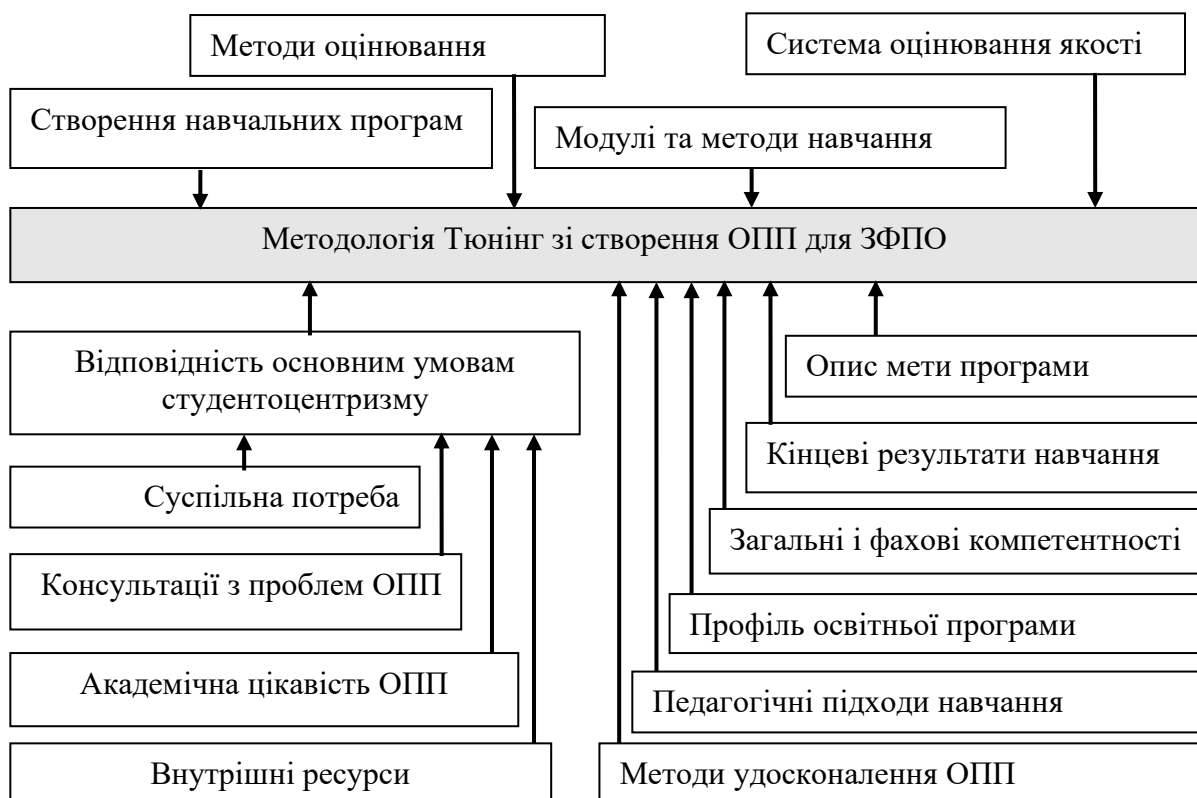 Методи оцінювання
Система оцінювання якості
Створення навчальних програм
Модулі та методи навчання
Методологія Тюнінг зі створення ОПП для ЗФПО
Відповідність основним умовам
студентоцентризму
Опис мети програми
Кінцеві результати навчання
Суспільна потреба
Загальні і фахові компетентності
Консультації з проблем ОПП
Профіль освітньої програми
Академічна цікавість ОПП
Педагогічні підходи навчання
Внутрішні ресурси
Методи удосконалення ОПП